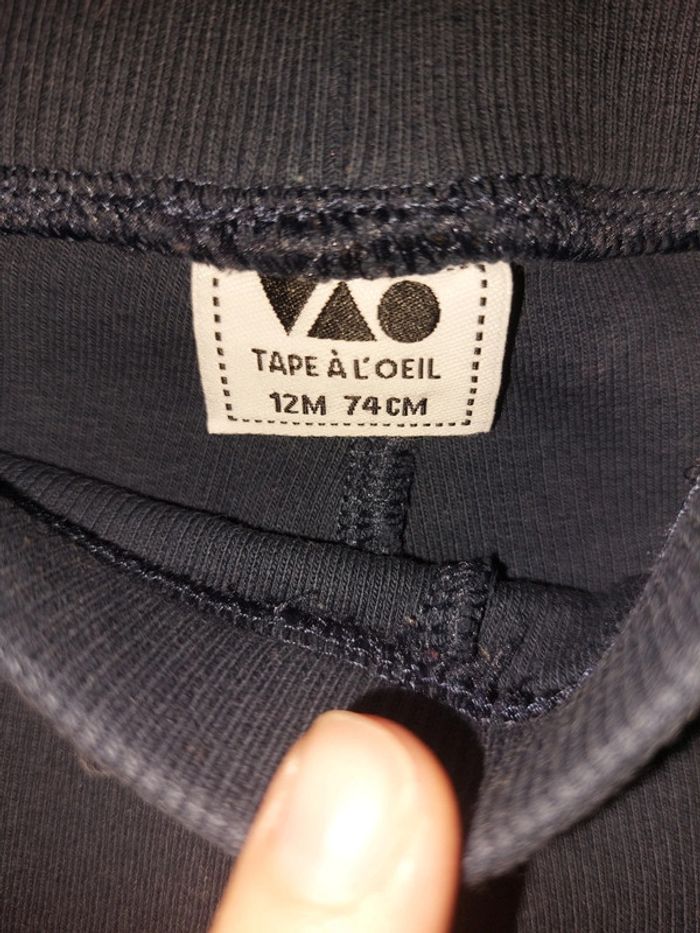 TAPE À L'OEIL
12M 74CM